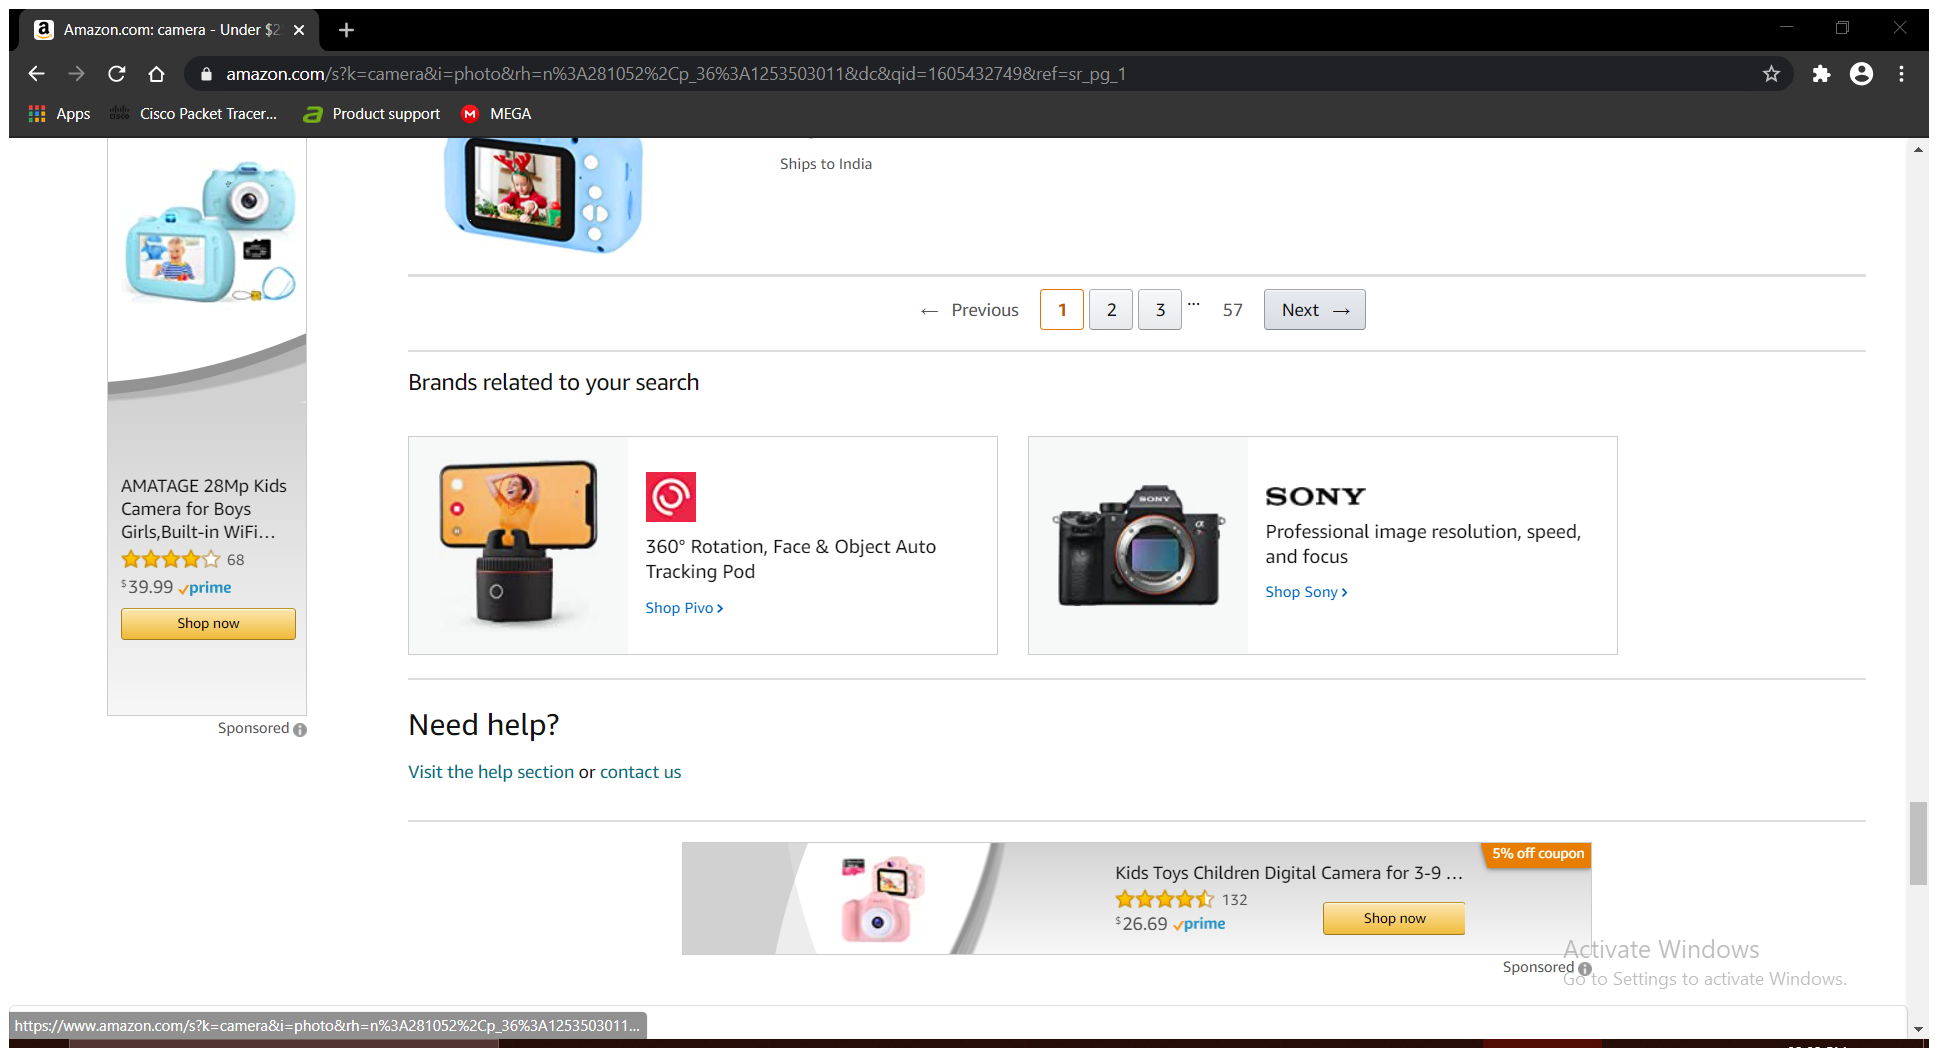 Amazon.com: camera - Under $2
amazon.com/s?k=camera&i=photo&rh=n%3A281052%2Cp_36%3A1253503011&dc&qid=1605432749&ref=sr_pg_1
Apps
cisco
Cisco Packet Tracer...
Product support
M
MEGA
Ships to India
← Previous 1 2 3 ... 57 Next →
Brands related to your search
360° Rotation, Face & Object Auto
Tracking Pod
Shop Pivo ›
SONY
SONY
Professional image resolution, speed,
and focus
Shop Sony ›
AMATAGE 28Mp Kids
Camera for Boys
Girls,Built-in WiFi...
68
$39.99 prime
Shop now
Sponsored
Need help?
Visit the help section or contact us
5% off coupon
Kids Toys Children Digital Camera for 3-9 ...
132
$26.69 prime
Shop now
Sponsored
Activate Windows
Go to Settings to activate Windows.
https://www.amazon.com/s?k=camera&i=photo&rh=n%3A281052%2Cp_36%3A1253503011...